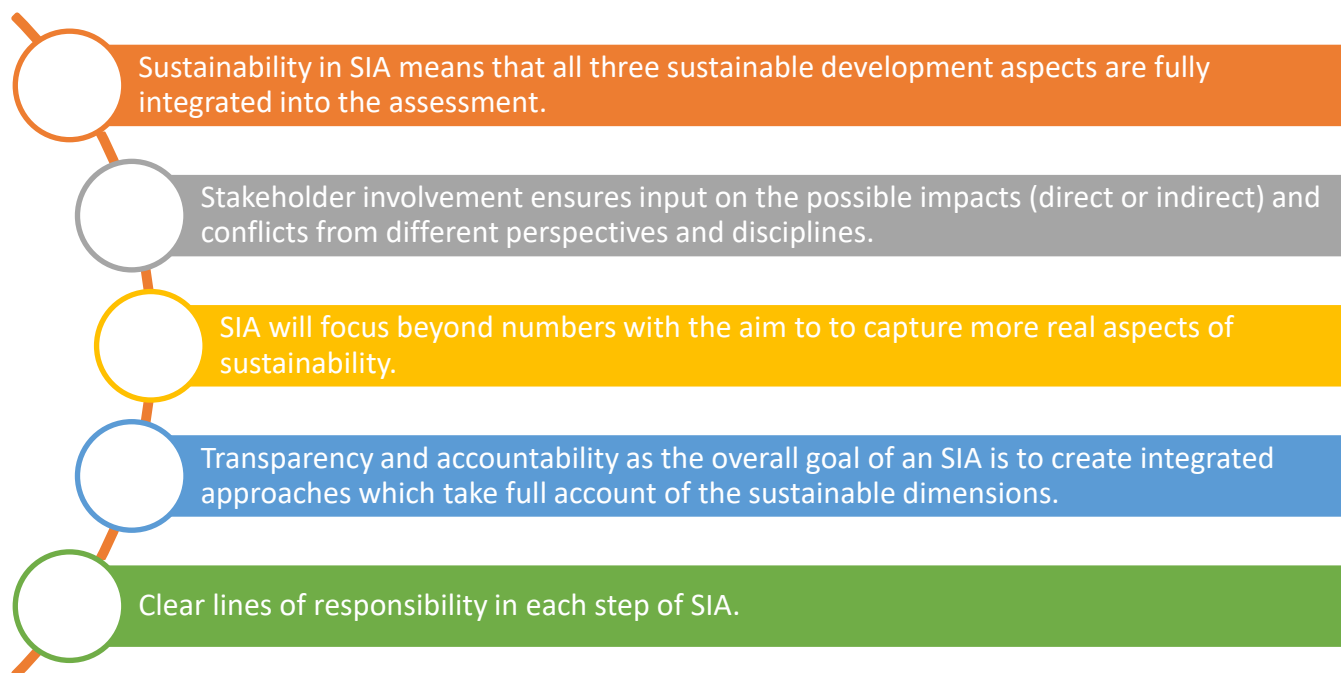 Sustainability in SIA means that all three sustainable development aspects are fully
integrated into the assessment.
Stakeholder involvement ensures input on the possible impacts (direct or indirect) and
conflicts from different perspectives and disciplines.
SIA will focus beyond numbers with the aim to to capture more real aspects of
sustainability.
Transparency and accountability as the overall goal of an SIA is to create integrated
approaches which take full account of the sustainable dimensions.
Clear lines of responsibility in each step of SIA.